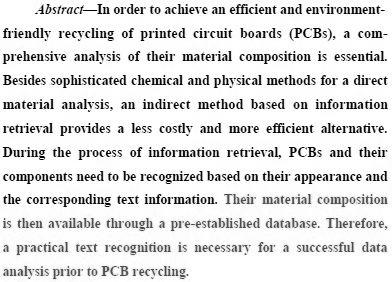 Abstract—In order to achieve an efficient and environment-
friendly recycling of printed circuit boards (PCBs), a com-
prehensive analysis of their material composition is essential.
Besides sophisticated chemical and physical methods for a direct
material analysis, an indirect method based on information
retrieval provides a less costly and more efficient alternative.
During the process of information retrieval, PCBs and their
components need to be recognized based on their appearance and
the corresponding text information. Their material composition
is then available through a pre-established database. Therefore,
a practical text recognition is necessary for a successful data
analysis prior to PCB recycling.